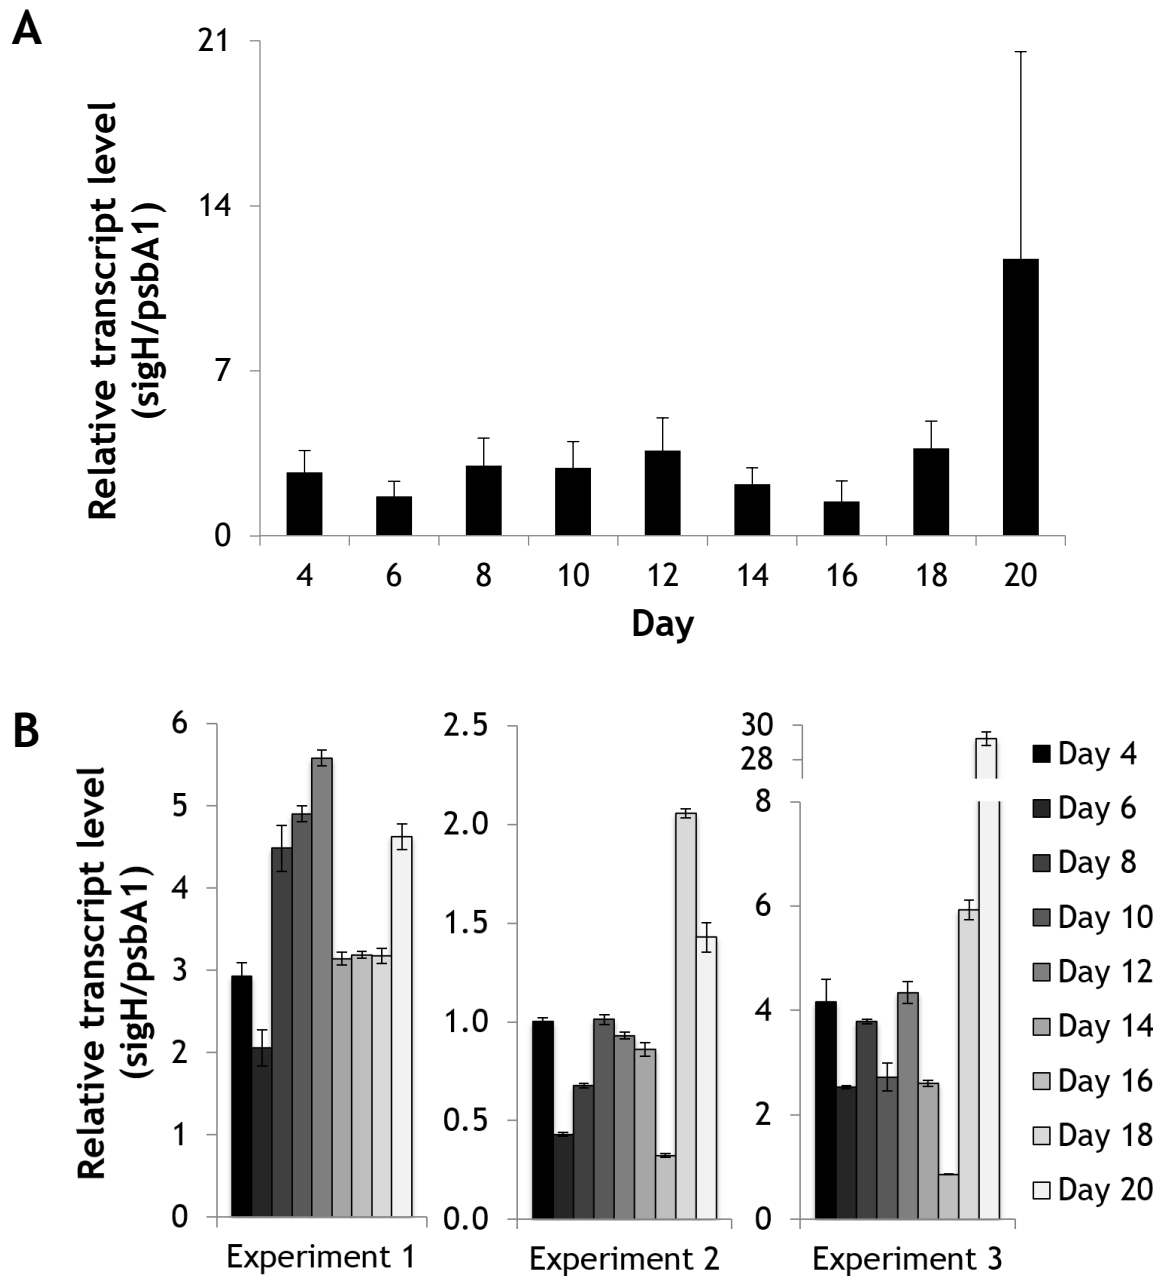 A
Relative transcript level
(sigH/psbA1)
21
14
7
0
4 6 8 10 12 14 16 18 20
Day
B
Relative transcript level
(sigH/psbA1)
6
5
4
3
2
1
0
Experiment 1
2.5
2.0
1.5
1.0
0.5
0.0
Experiment 2
30
28
8
6
4
2
0
Experiment 3
Day 4
Day 6
Day 8
Day 10
Day 12
Day 14
Day 16
Day 18
Day 20